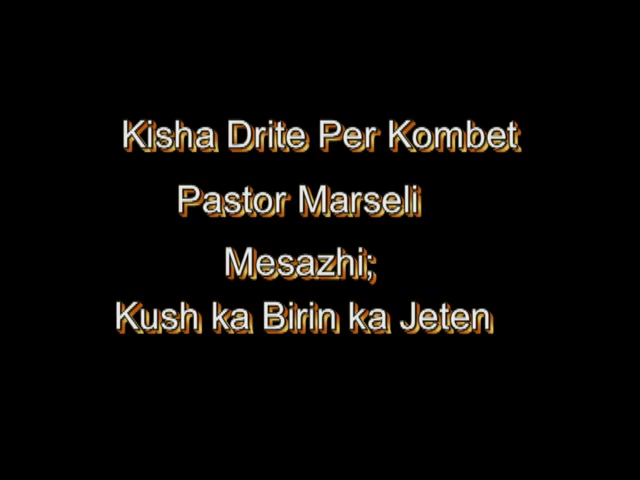 Kisha Drite Per Kombet
Pastor Marseli
Mesazhi;
Kush ka Birin ka Jeten